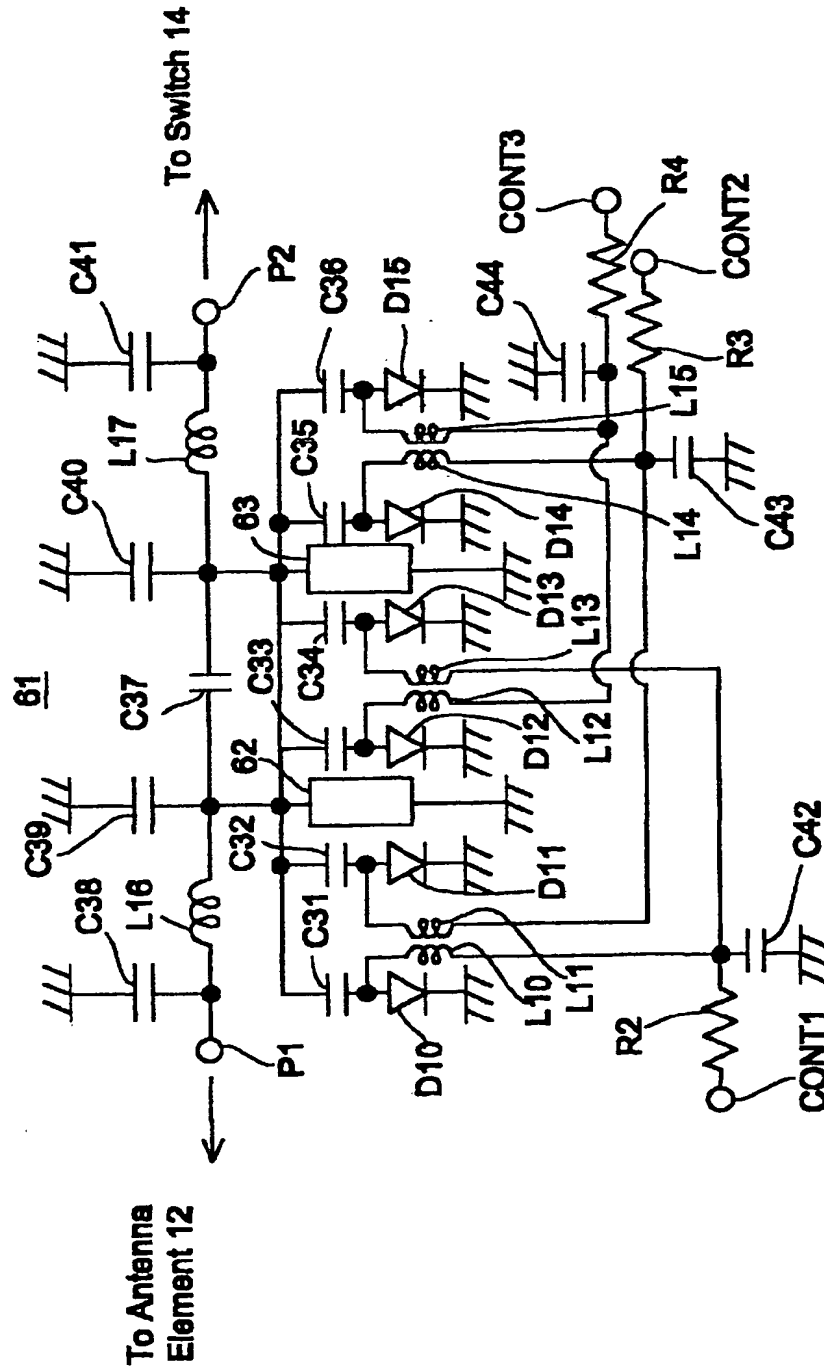 61
To Antenna
Element 12
To Switch 14
P1
C38
L16
C39
C37
C40
L17
C41
P2
C31
C32
62
C33
C34
63
C35
C36
D10
D11
D12
D13
D14
D15
L10
L11
L12
L13
L14
L15
C44
CONT3
R4
CONT2
R3
C43
R2
C42
CONT1